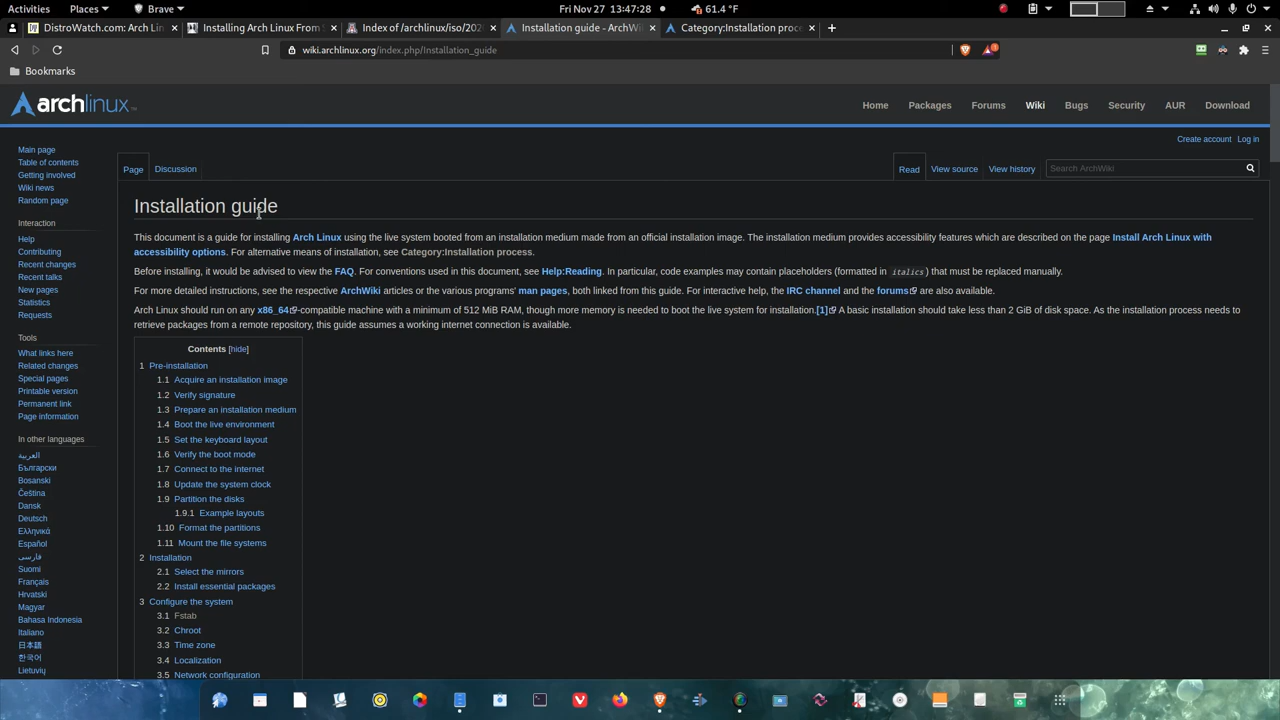 Activities Places Brave Fri Nov 27 13:47:28 61.4 °F
DistroWatch.com: Arch Lin Installing Arch Linux From Index of /archlinux/iso/202 Installation guide - ArchWi Category:Installation proce
wiki.archlinux.org/index.php/Installation_guide
Bookmarks
archlinux Home Packages Forums Wiki Bugs Security AUR Download
Create account Log in
Page Discussion Read View source View history Search ArchWiki
Main page
Table of contents
Getting involved
Wiki news
Random page
Interaction
Help
Contributing
Recent changes
Recent talks
New pages
Statistics
Requests
Tools
What links here
Related changes
Special pages
Printable version
Permanent link
Page information
In other languages
العربية
Български
Bosanski
Čeština
Dansk
Deutsch
Ελληνικά
Español
فارسی
Suomi
Français
Hrvatski
Magyar
Bahasa Indonesia
Italiano
日本語
한국어
Lietuvių
Installation guide
This document is a guide for installing Arch Linux using the live system booted from an installation medium made from an official installation image. The installation medium provides accessibility features which are described on the page Install Arch Linux with
accessibility options. For alternative means of installation, see Category:Installation process.
Before installing, it would be advised to view the FAQ. For conventions used in this document, see Help:Reading. In particular, code examples may contain placeholders (formatted in italics) that must be replaced manually.
For more detailed instructions, see the respective ArchWiki articles or the various programs' man pages, both linked from this guide. For interactive help, the IRC channel and the forums are also available.
Arch Linux should run on any x86_64-compatible machine with a minimum of 512 MiB RAM, though more memory is needed to boot the live system for installation.[1] A basic installation should take less than 2 GiB of disk space. As the installation process needs to
retrieve packages from a remote repository, this guide assumes a working internet connection is available.
Contents [hide]
1 Pre-installation
1.1 Acquire an installation image
1.2 Verify signature
1.3 Prepare an installation medium
1.4 Boot the live environment
1.5 Set the keyboard layout
1.6 Verify the boot mode
1.7 Connect to the internet
1.8 Update the system clock
1.9 Partition the disks
1.9.1 Example layouts
1.10 Format the partitions
1.11 Mount the file systems
2 Installation
2.1 Select the mirrors
2.2 Install essential packages
3 Configure the system
3.1 Fstab
3.2 Chroot
3.3 Time zone
3.4 Localization
3.5 Network configuration